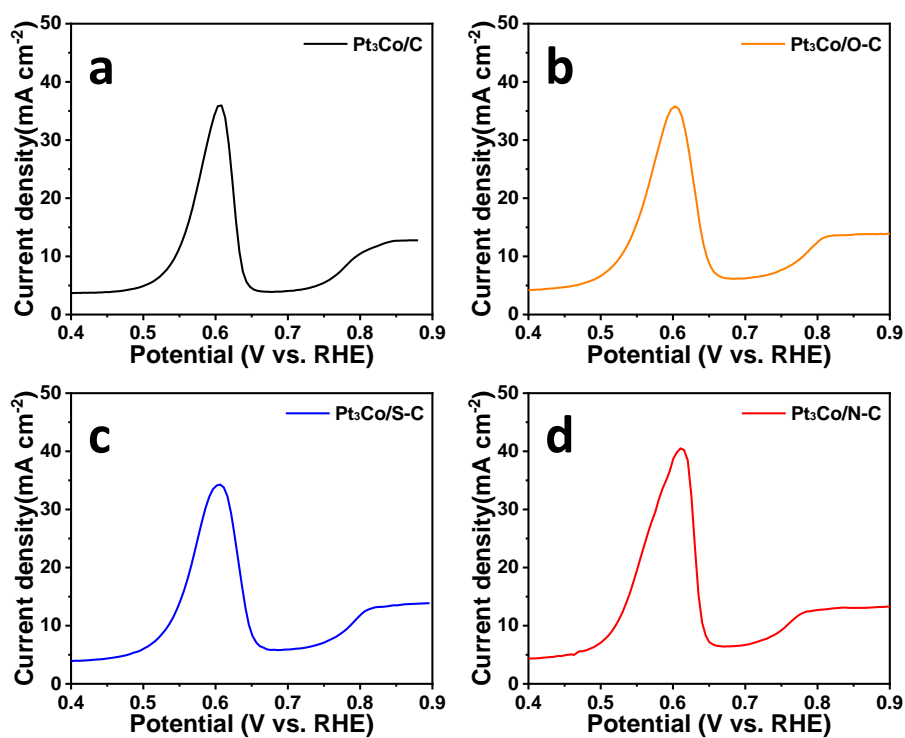 a
Pt₃Co/C
Current density(mA cm⁻²)
50
40
30
20
10
0
0.4 0.5 0.6 0.7 0.8 0.9
Potential (V vs. RHE)
b
Pt₃Co/O-C
Current density(mA cm⁻²)
50
40
30
20
10
0
0.4 0.5 0.6 0.7 0.8 0.9
Potential (V vs. RHE)
c
Pt₃Co/S-C
Current density(mA cm⁻²)
50
40
30
20
10
0
0.4 0.5 0.6 0.7 0.8 0.9
Potential (V vs. RHE)
d
Pt₃Co/N-C
Current density(mA cm⁻²)
50
40
30
20
10
0
0.4 0.5 0.6 0.7 0.8 0.9
Potential (V vs. RHE)